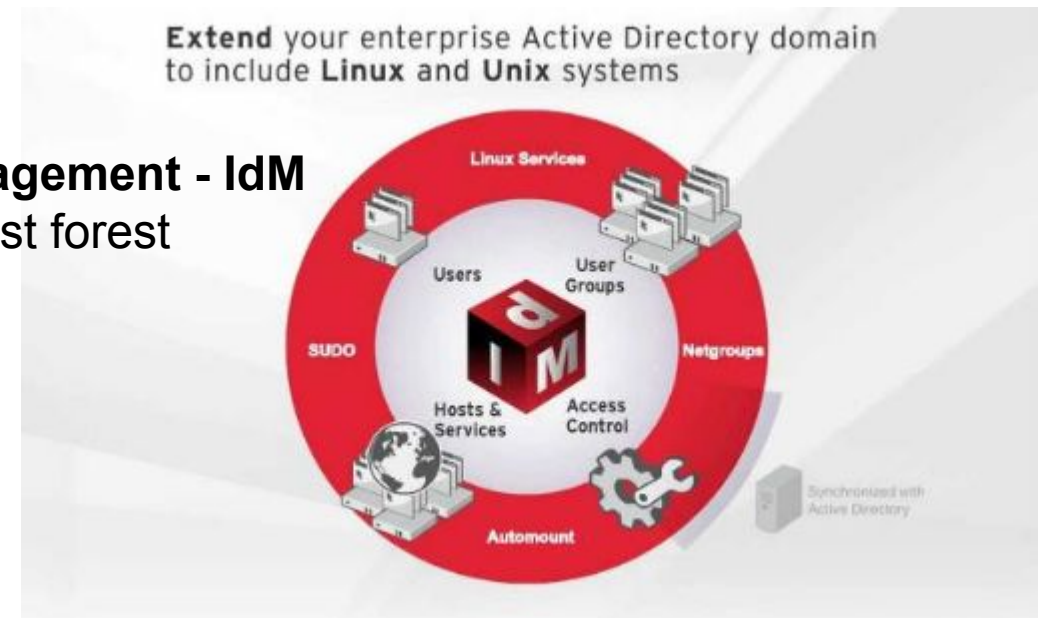 Extend your enterprise Active Directory domain
to include Linux and Unix systems
agement - IdM
st forest
Linux Services
Users
User
Groups
SUDO
Netgroups
d
I M
Hosts &
Services
Access
Control
Automount
Synchronized with
Active Directory